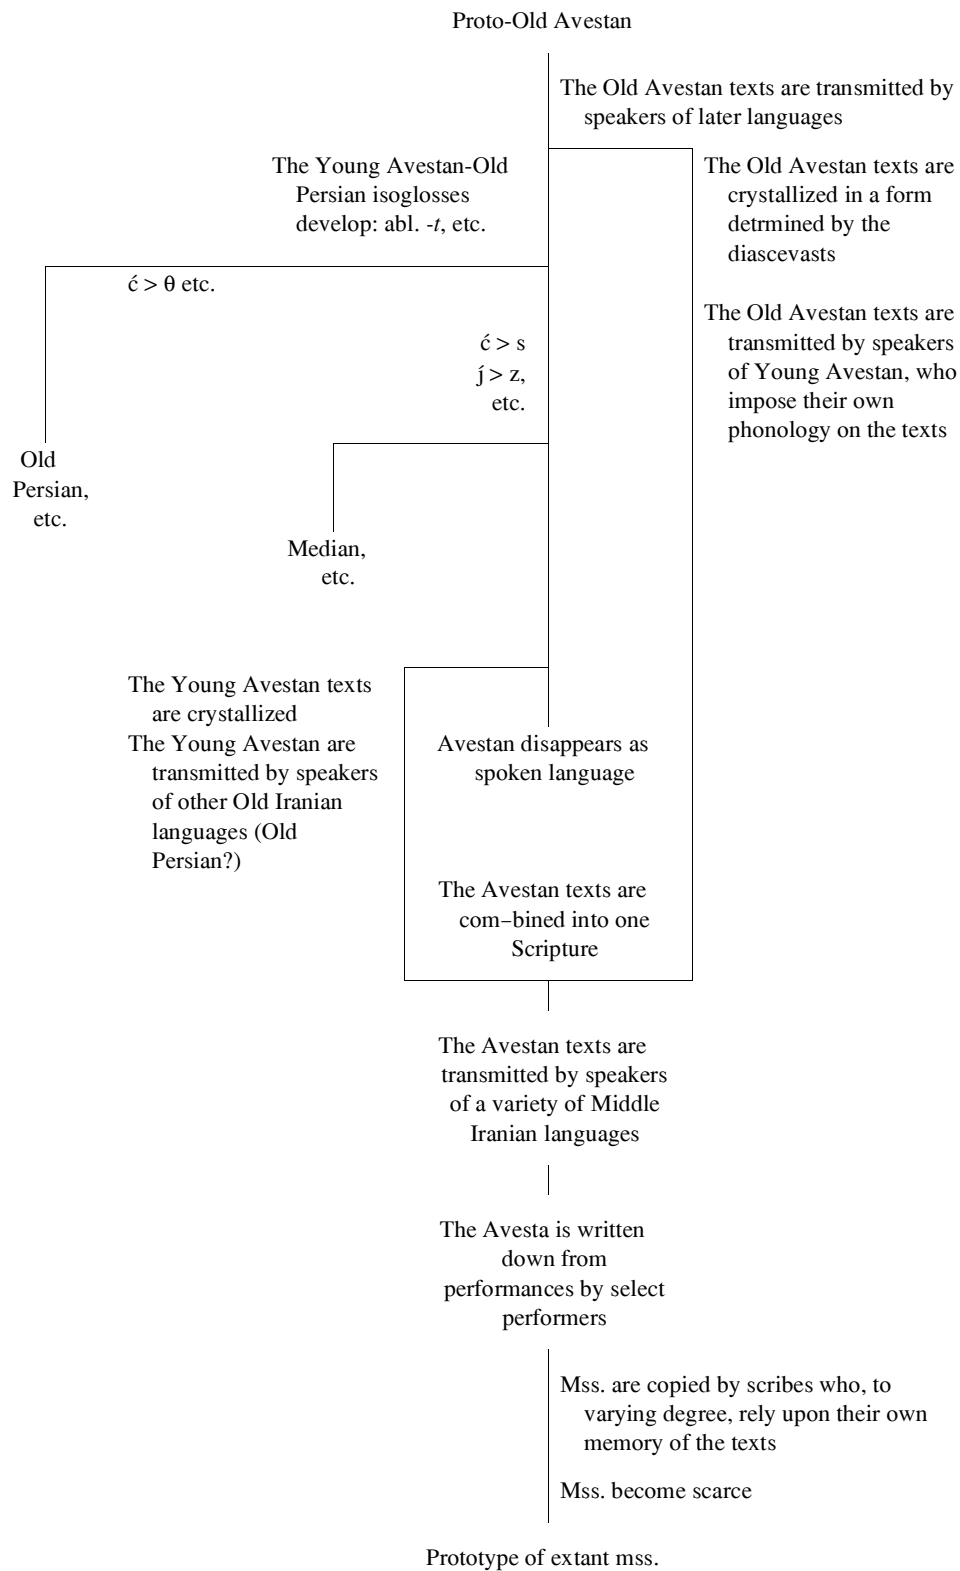 Proto-Old Avestan
The Old Avestan texts are transmitted by
speakers of later languages
The Young Avestan-Old
Persian isoglosses
develop: abl. -t, etc.
The Old Avestan texts are
crystallized in a form
detrmined by the
diascevasts
ć > θ etc.
The Old Avestan texts are
transmitted by speakers
of Young Avestan, who
impose their own
phonology on the texts
ć > s
j́ > z,
etc.
Old
Persian,
etc.
Median,
etc.
The Young Avestan texts
are crystallized
The Young Avestan are
transmitted by speakers
of other Old Iranian
languages (Old
Persian?)
Avestan disappears as
spoken language
The Avestan texts are
com–bined into one
Scripture
The Avestan texts are
transmitted by speakers
of a variety of Middle
Iranian languages
The Avesta is written
down from
performances by select
performers
Mss. are copied by scribes who, to
varying degree, rely upon their own
memory of the texts
Mss. become scarce
Prototype of extant mss.